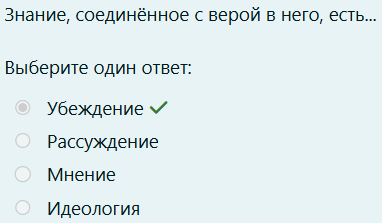 Знание, соединённое с верой в него, есть...
Выберите один ответ:
Убеждение
Рассуждение
Мнение
Идеология